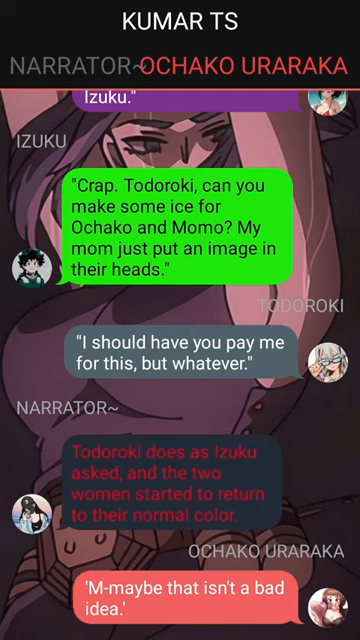 KUMAR TS
NARRATOR~OCHAKO URARAKA
Izuku."
IZUKU
"Crap. Todoroki, can you
make some ice for
Ochako and Momo? My
mom just put an image in
their heads."
TODOROKI
"I should have you pay me
for this, but whatever."
NARRATOR~
Todoroki does as Izuku
asked, and the two
women started to return
to their normal color.
OCHAKO URARAKA
'M-maybe that isn't a bad
idea.'